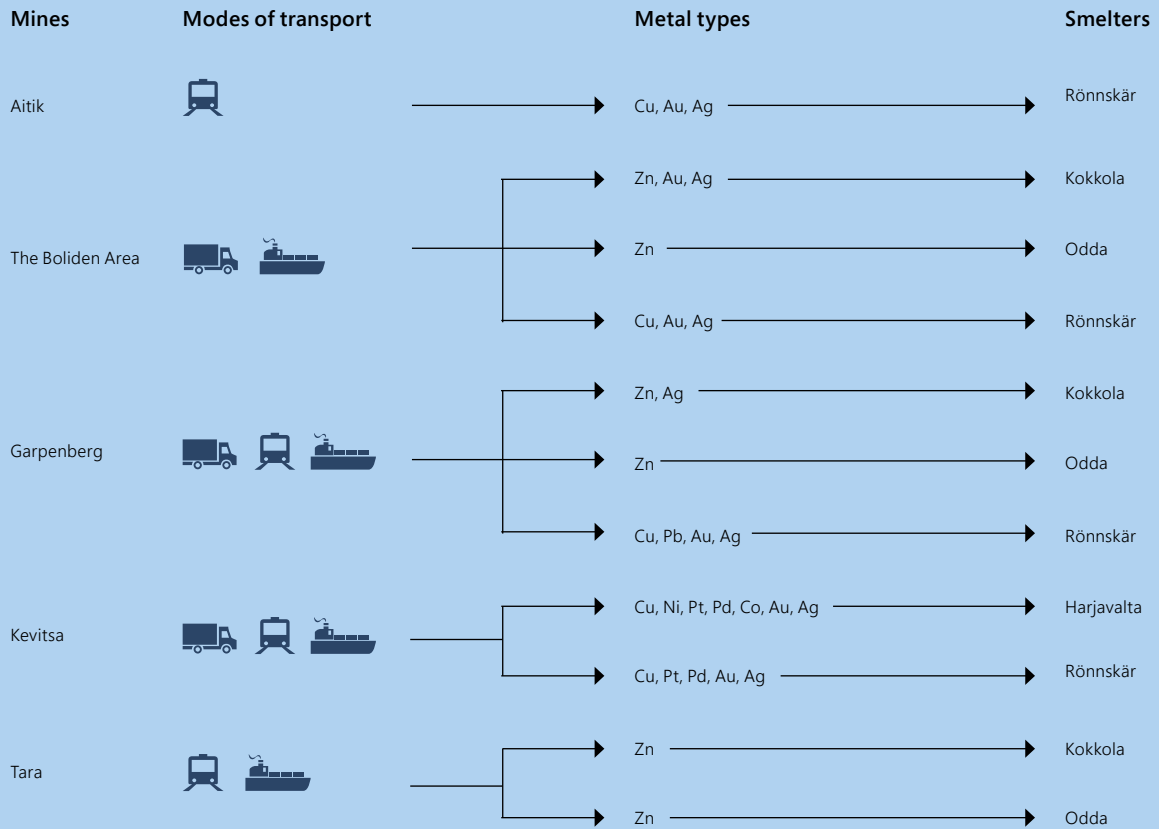 Mines Modes of transport Metal types Smelters
Aitik Cu, Au, Ag Rönnskär
Zn, Au, Ag Kokkola
The Boliden Area Zn Odda
Cu, Au, Ag Rönnskär
Zn, Ag Kokkola
Garpenberg Zn Odda
Cu, Pb, Au, Ag Rönnskär
Cu, Ni, Pt, Pd, Co, Au, Ag Harjavalta
Kevitsa
Cu, Pt, Pd, Au, Ag Rönnskär
Zn Kokkola
Tara
Zn Odda